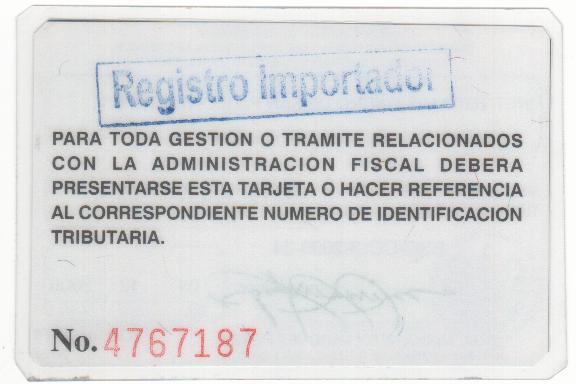 Registro Importador
PARA TODA GESTION O TRAMITE RELACIONADOS
CON LA ADMINISTRACION FISCAL DEBERA
PRESENTARSE ESTA TARJETA O HACER REFERENCIA
AL CORRESPONDIENTE NUMERO DE IDENTIFICACION
TRIBUTARIA.
No. 4767187